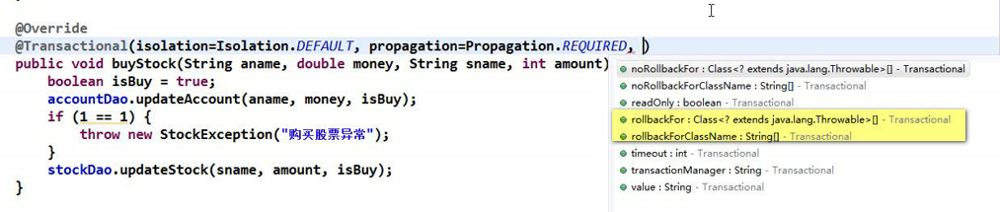 @Override
@Transactional(isolation=Isolation.DEFAULT, propagation=Propagation.REQUIRED, )
public void buyStock(String aname, double money, String sname, int amount)
boolean isBuy = true;
accountDao.updateAccount(aname, money, isBuy);
if (1 == 1) {
throw new StockException("购买股票异常");
}
stockDao.updateStock(sname, amount, isBuy);
}
noRollbackFor : Class<? extends java.lang.Throwable>[] - Transactional
noRollbackForClassName : String[] - Transactional
readOnly : boolean - Transactional
rollbackFor : Class<? extends java.lang.Throwable>[] - Transactional
rollbackForClassName : String[] - Transactional
timeout : int - Transactional
transactionManager : String - Transactional
value : String - Transactional